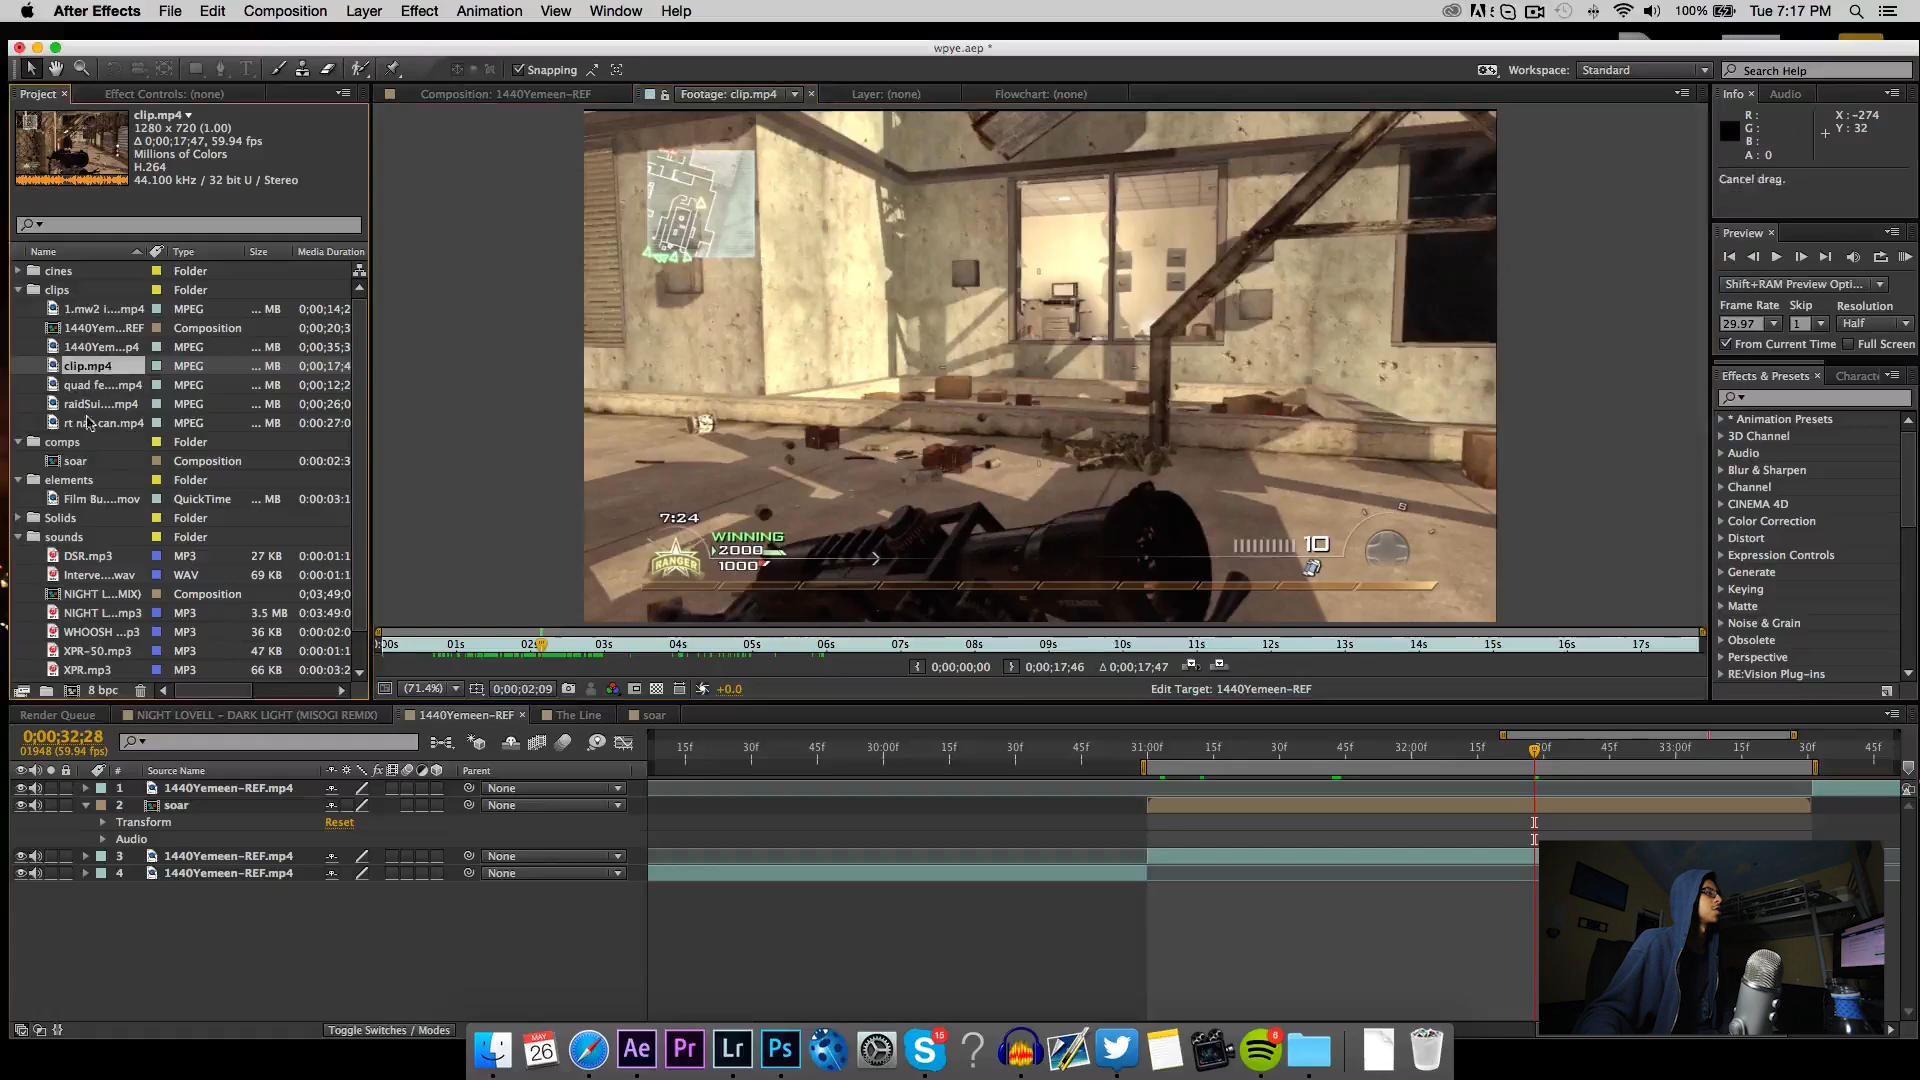 After Effects File Edit Composition Layer Effect Animation View Window Help 100% Tue 7:17 PM
wpye.aep *
Snapping Workspace: Standard Search Help
Project Effect Controls: (none) Composition: 1440Yemeen-REF Footage: clip.mp4 Layer: (none) Flowchart: (none) Info Audio
clip.mp4
1280 x 720 (1.00)
Δ 0;00;17;47, 59.94 fps
Millions of Colors
H.264
44.100 kHz / 32 bit U / Stereo
R :
G :
B :
A : 0
X : -274
Y : 32
Cancel drag.
Name Type Size Media Duration
cines Folder
clips Folder
1.mw2 i....mp4 MPEG ... MB 0;00;14;2
1440Yem...REF Composition 0;00;20;3
1440Yem...p4 MPEG ... MB 0;00;35;3
clip.mp4 MPEG ... MB 0;00;17;4
quad fe....mp4 MPEG ... MB 0;00;12;2
raidSui....mp4 MPEG ... MB 0;00;26;0
MPEG ... MB 0:00:27:0
comps Folder
soar Composition 0:00:02:3
elements Folder
Film Bu....mov QuickTime ... MB 0:00:03:1
Solids Folder
sounds Folder
DSR.mp3 MP3 27 KB 0:00:01:1
Interve....wav WAV 69 KB 0:00:01:1
NIGHT L...MIX) Composition 0;03;49;0
NIGHT L...mp3 MP3 3.5 MB 0:03:49:0
WHOOSH ...p3 MP3 36 KB 0:00:02:0
XPR-50.mp3 MP3 47 KB 0:00:01:1
XPR.mp3 MP3 66 KB 0:00:03:2
8 bpc
7:24
WINNING
2000
1000
RANGER
10
:00s 01s 02s 03s 04s 05s 06s 07s 08s 09s 10s 11s 12s 13s 14s 15s 16s 17s
0;00;00;00 0;00;17;46 Δ 0;00;17;47
(71.4%) 0;00;02;09 +0.0 Edit Target: 1440Yemeen-REF
Preview
Shift+RAM Preview Opti...
Frame Rate Skip Resolution
29.97 1 Half
From Current Time Full Screen
Effects & Presets Characte
* Animation Presets
3D Channel
Audio
Blur & Sharpen
Channel
CINEMA 4D
Color Correction
Distort
Expression Controls
Generate
Keying
Matte
Noise & Grain
Obsolete
Perspective
RE:Vision Plug-ins
Render Queue NIGHT LOVELL - DARK LIGHT (MISOGI REMIX) 1440Yemeen-REF The Line soar
0;00;32;28
01948 (59.94 fps)
15f 30f 45f 30:00f 15f 30f 45f 31:00f 15f 30f 45f 32:00f 15f 45f 33:00f 15f 30f 45f
# Source Name fx Parent
1 1440Yemeen-REF.mp4 None
2 soar None
Transform Reset
Audio
3 1440Yemeen-REF.mp4 None
4 1440Yemeen-REF.mp4 None
Toggle Switches / Modes
MAY
26
Ae Pr Lr Ps
S 15
?
6